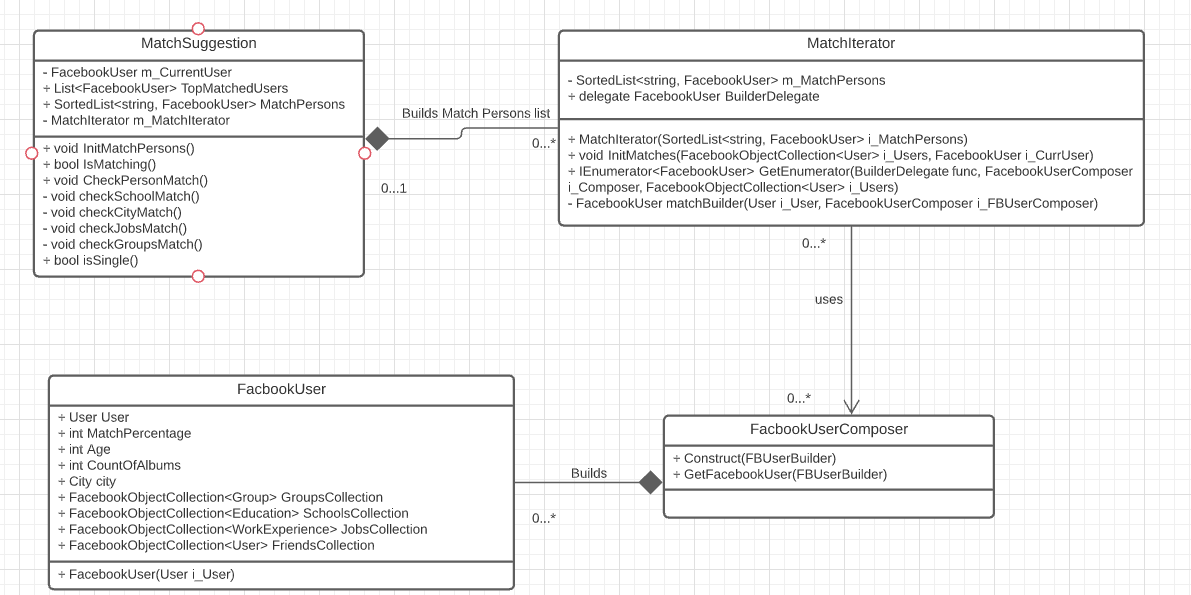 MatchSuggestion
- FacebookUser m_CurrentUser
+ List<FacebookUser> TopMatchedUsers
+ SortedList<string, FacebookUser> MatchPersons
- MatchIterator m_MatchIterator
+ void InitMatchPersons()
+ bool IsMatching()
+ void CheckPersonMatch()
- void checkSchoolMatch()
- void checkCityMatch()
- void checkJobsMatch()
- void checkGroupsMatch()
+ bool isSingle()
Builds Match Persons list
0...*
0...1
MatchIterator
- SortedList<string, FacebookUser> m_MatchPersons
+ delegate FacebookUser BuilderDelegate
+ MatchIterator(SortedList<string, FacebookUser> i_MatchPersons)
+ void InitMatches(FacebookObjectCollection<User> i_Users, FacebookUser i_CurrUser)
+ IEnumerator<FacebookUser> GetEnumerator(BuilderDelegate func, FacebookUserComposer
i_Composer, FacebookObjectCollection<User> i_Users)
- FacebookUser matchBuilder(User i_User, FacebookUserComposer i_FBUserComposer)
0...*
uses
0...*
FacbookUser
+ User User
+ int MatchPercentage
+ int Age
+ int CountOfAlbums
+ City city
+ FacebookObjectCollection<Group> GroupsCollection
+ FacebookObjectCollection<Education> SchoolsCollection
+ FacebookObjectCollection<WorkExperience> JobsCollection
+ FacebookObjectCollection<User> FriendsCollection
+ FacebookUser(User i_User)
Builds
0...*
FacbookUserComposer
+ Construct(FBUserBuilder)
+ GetFacebookUser(FBUserBuilder)